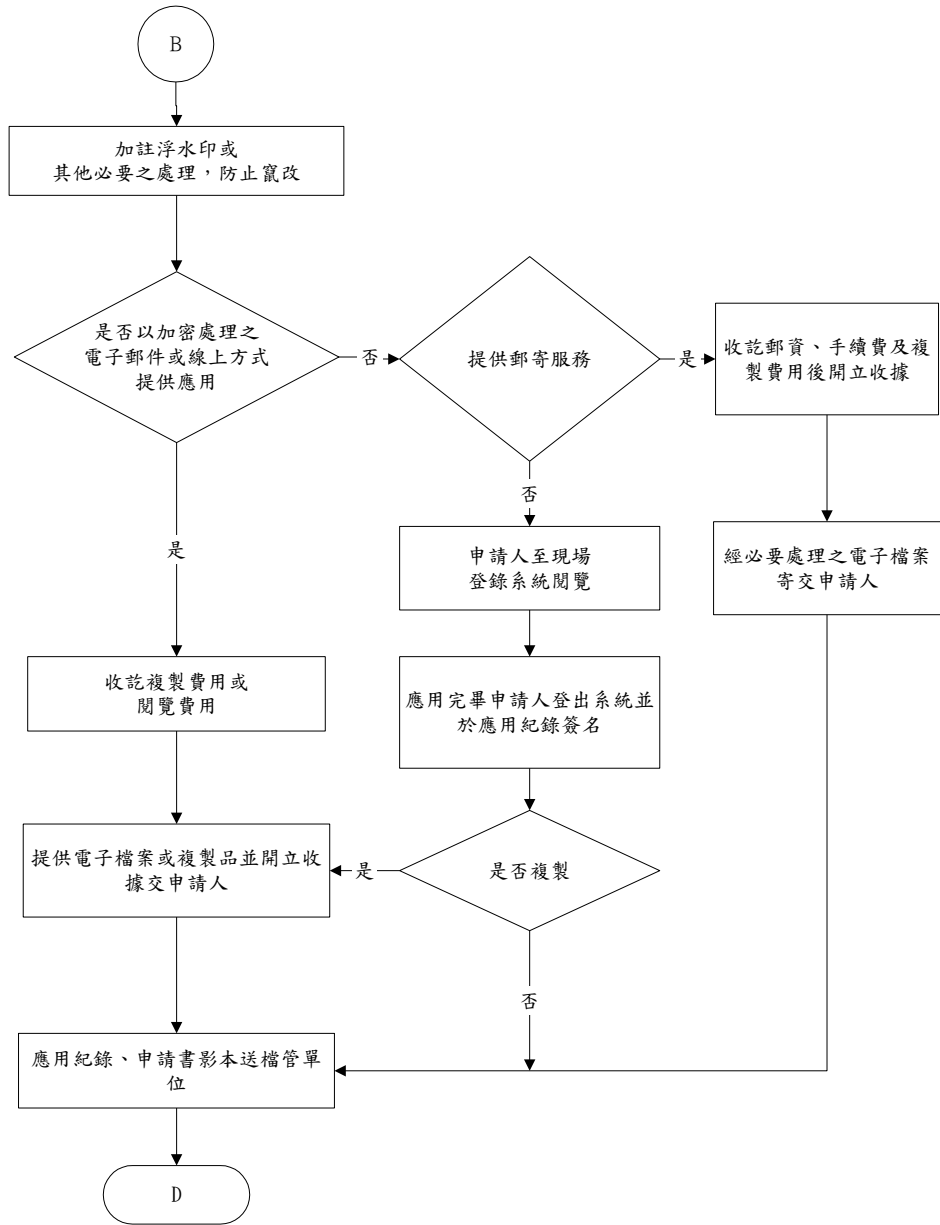 B
加註浮水印或
其他必要之處理，防止竄改
是否以加密處理之
電子郵件或線上方式
提供應用
否
提供郵寄服務
是
收訖郵資、手續費及複
製費用後開立收據
否
是
申請人至現場
登錄系統閱覽
經必要處理之電子檔案
寄交申請人
收訖複製費用或
閱覽費用
應用完畢申請人登出系統並
於應用紀錄簽名
提供電子檔案或複製品並開立收
據交申請人
是
是否複製
否
應用紀錄、申請書影本送檔管單
位
D